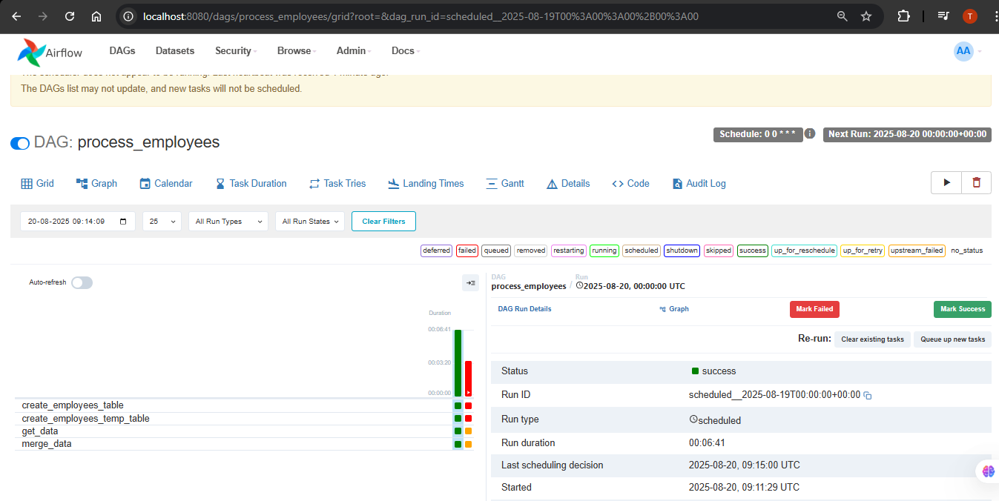 localhost:8080/dags/process_employees/grid?root=&dag_run_id=scheduled__2025-08-19T00%3A00%3A00%2B00%3A00
T
Airflow DAGs Datasets Security Browse Admin Docs AA
The DAGs list may not update, and new tasks will not be scheduled.
Schedule: 0 0 * * * i Next Run: 2025-08-20 00:00:00+00:00
DAG: process_employees
Grid Graph Calendar Task Duration Task Tries Landing Times Gantt Details <> Code Audit Log
20-08-2025 09:14:09 25 All Run Types All Run States Clear Filters
deferred failed queued removed restarting running scheduled shutdown skipped success up_for_reschedule up_for_retry upstream_failed no_status
Auto-refresh
Duration
00:06:41
00:03:20
00:00:00
create_employees_table
create_employees_temp_table
get_data
merge_data
DAG Run
process_employees / 2025-08-20, 00:00:00 UTC
DAG Run Details Graph Mark Failed Mark Success
Re-run: Clear existing tasks Queue up new tasks
Status success
Run ID scheduled__2025-08-19T00:00:00+00:00
Run type scheduled
Run duration 00:06:41
Last scheduling decision 2025-08-20, 09:15:00 UTC
Started 2025-08-20, 09:11:29 UTC